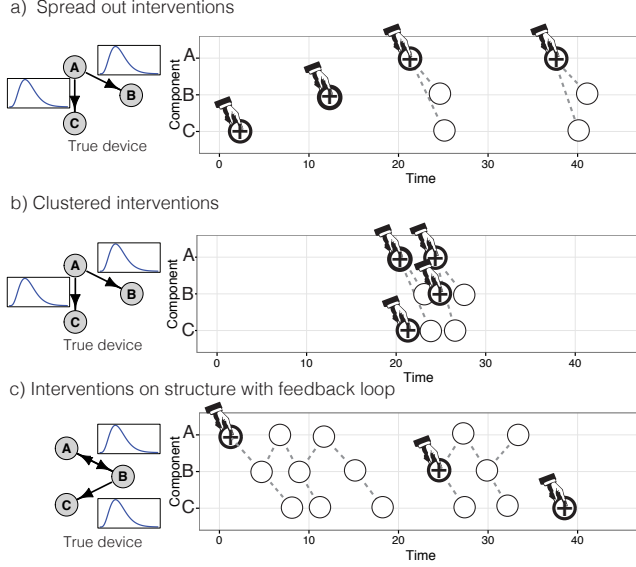 a) Spread out interventions
A
B
C
True device
Component
A
B
C
0 10 20 30 40
Time
b) Clustered interventions
A
B
C
True device
Component
A
B
C
0 10 20 30 40
Time
c) Interventions on structure with feedback loop
A
B
C
True device
Component
A
B
C
0 10 20 30 40
Time